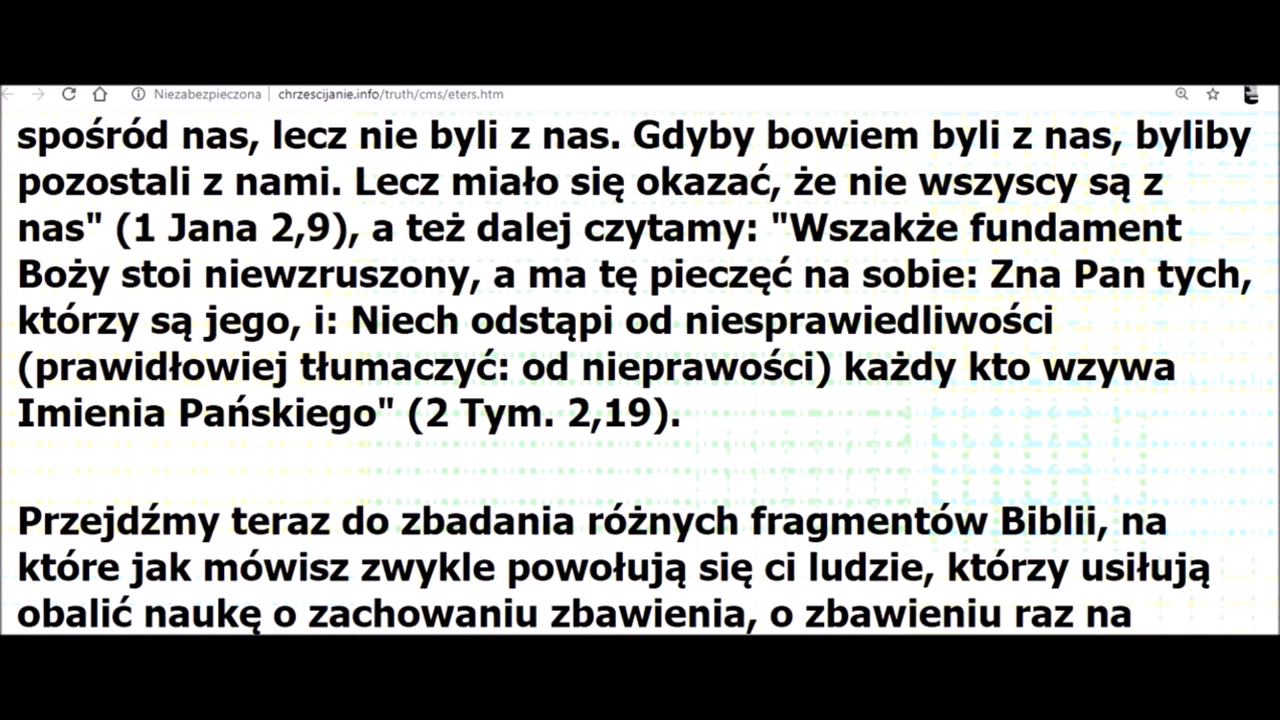 Niezabezpieczona chrzescijanie.info/truth/cms/eters.htm
spośród nas, lecz nie byli z nas. Gdyby bowiem byli z nas, byliby
pozostali z nami. Lecz miało się okazać, że nie wszyscy są z
nas" (1 Jana 2,9), a też dalej czytamy: "Wszakże fundament
Boży stoi niewzruszony, a ma tę pieczęć na sobie: Zna Pan tych,
którzy są jego, i: Niech odstąpi od niesprawiedliwości
(prawidłowiej tłumaczyć: od nieprawości) każdy kto wzywa
Imienia Pańskiego" (2 Tym. 2,19).
Przejdźmy teraz do zbadania różnych fragmentów Biblii, na
które jak mówisz zwykle powołują się ci ludzie, którzy usiłują
obalić naukę o zachowaniu zbawienia, o zbawieniu raz na